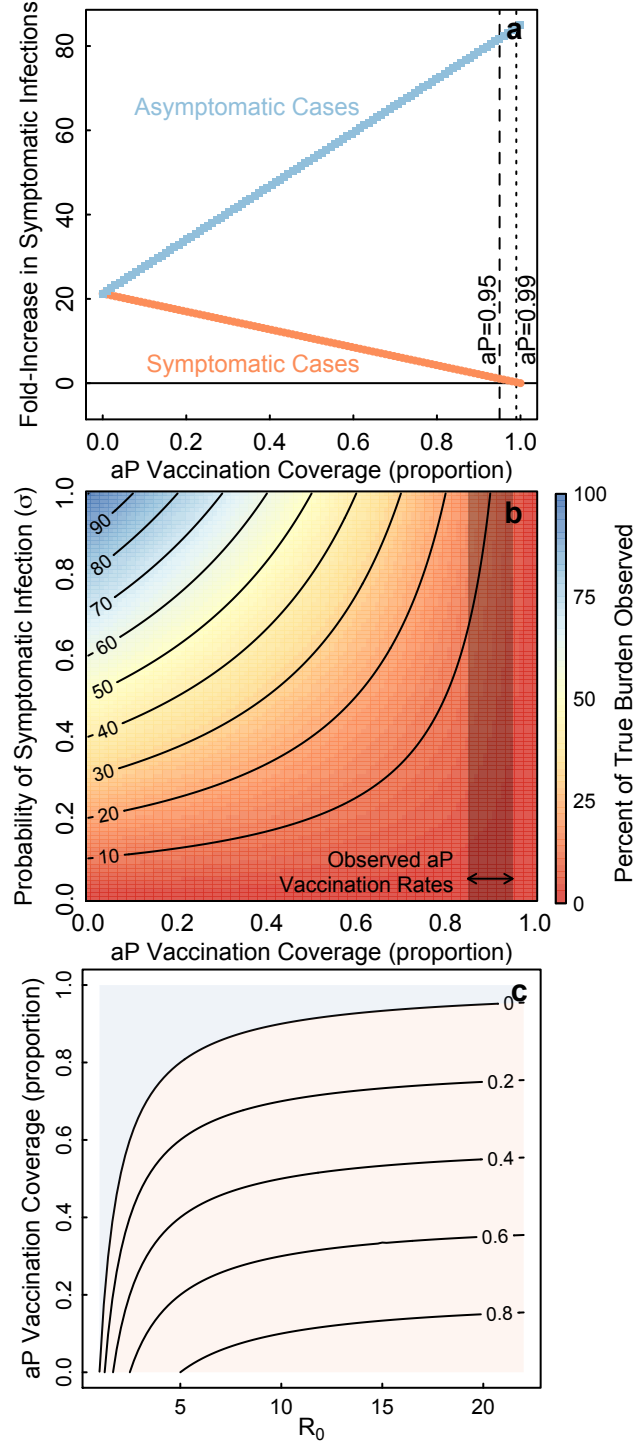 a
Fold-Increase in Symptomatic Infections
80
60
40
20
0
Asymptomatic Cases
Symptomatic Cases
aP=0.95
aP=0.99
0.0 0.2 0.4 0.6 0.8 1.0
aP Vaccination Coverage (proportion)
b
Probability of Symptomatic Infection (σ)
1.0
0.8
0.6
0.4
0.2
0.0
90
80
70
60
50
40
30
20
10
Observed aP
Vaccination Rates
0.0 0.2 0.4 0.6 0.8 1.0
aP Vaccination Coverage (proportion)
100
75
50
25
0
Percent of True Burden Observed
c
aP Vaccination Coverage (proportion)
1.0
0.8
0.6
0.4
0.2
0.0
0
0.2
0.4
0.6
0.8
5 10 15 20
R0